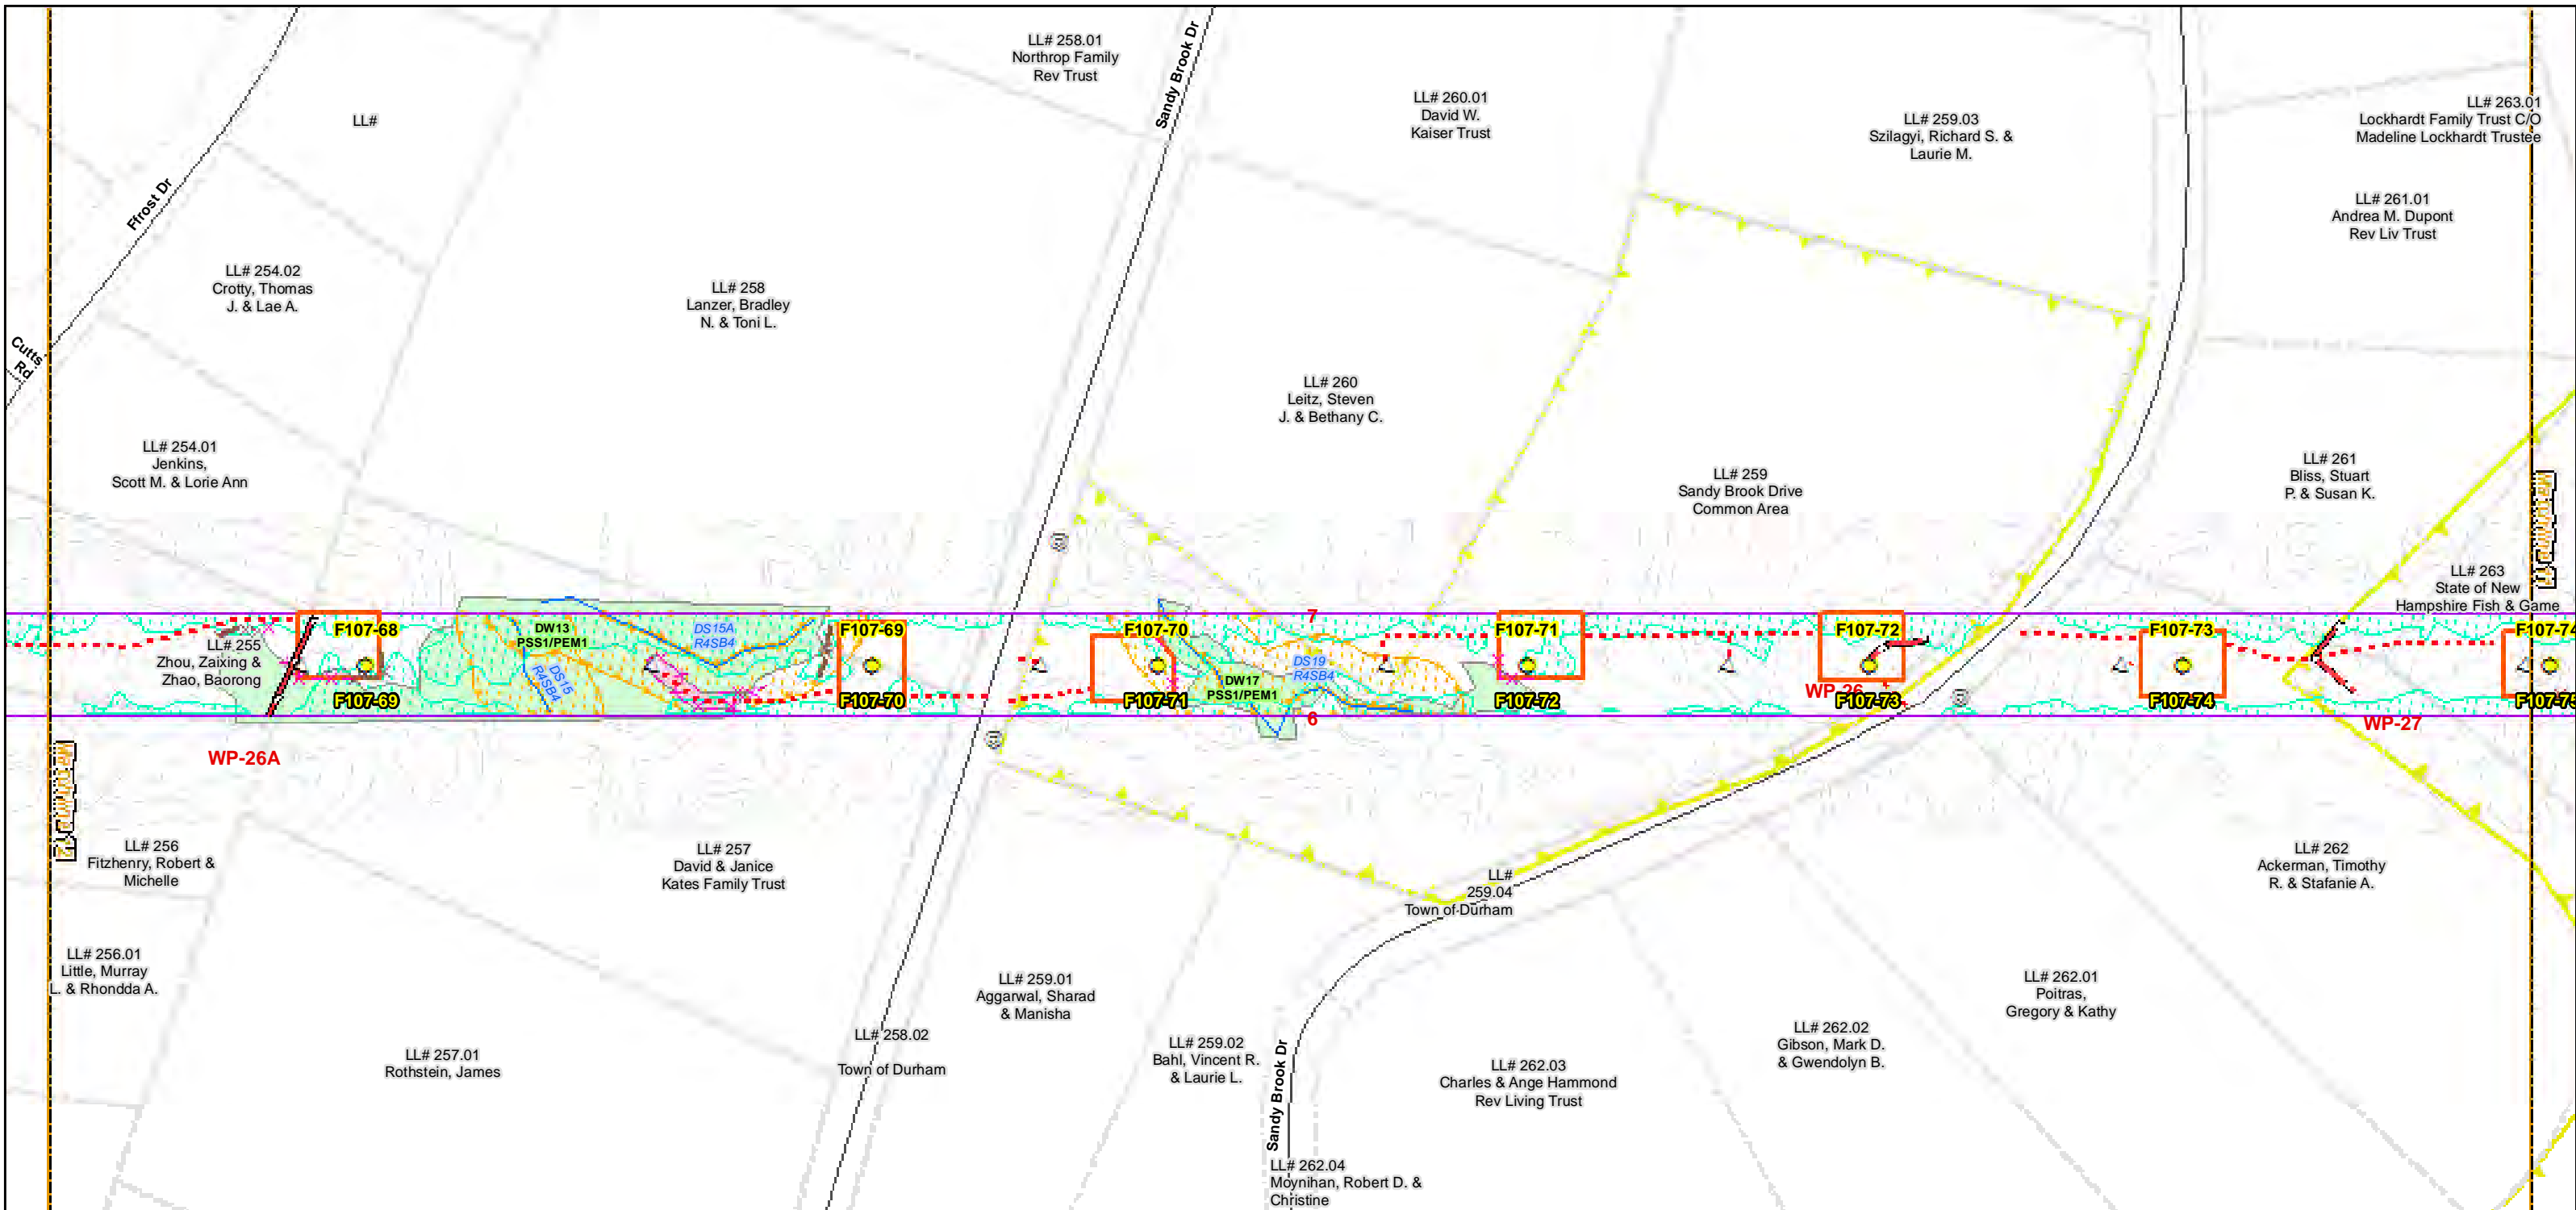 LL# 258.01
Northrop Family
Rev Trust
Sandy Brook Dr
LL# 260.01
David W.
Kaiser Trust
LL# 259.03
Szilagyi, Richard S. &
Laurie M.
LL# 263.01
Lockhardt Family Trust C/O
Madeline Lockhardt Trustee
LL#
Ffrost Dr
LL# 261.01
Andrea M. Dupont
Rev Liv Trust
LL# 254.02
Crotty, Thomas
J. & Lae A.
LL# 258
Lanzer, Bradley
N. & Toni L.
Cutts
Rd
LL# 260
Leitz, Steven
J. & Bethany C.
LL# 254.01
Jenkins,
Scott M. & Lorie Ann
LL# 259
Sandy Brook Drive
Common Area
LL# 261
Bliss, Stuart
P. & Susan K.
LL# 263
State of New
Hampshire Fish & Game
7
F107-68
DW13
PSS1/PEM1
DS15A
R4SB4
F107-69
F107-70
F107-71
F107-72
F107-73
F107-74
LL# 255
Zhou, Zaixing &
Zhao, Baorong
DS15
R4SB4
DS19
R4SB4
DW17
PSS1/PEM1
WP-26
F107-69
F107-70
F107-71
F107-72
F107-73
F107-74
F107-75
6
WP-27
WP-26A
LL# 256
Fitzhenry, Robert &
Michelle
LL# 257
David & Janice
Kates Family Trust
LL#
259.04
Town of Durham
LL# 262
Ackerman, Timothy
R. & Stafanie A.
LL# 256.01
Little, Murray
L. & Rhondda A.
LL# 259.01
Aggarwal, Sharad
& Manisha
LL# 262.01
Poitras,
Gregory & Kathy
LL# 257.01
Rothstein, James
LL# 258.02
Town of Durham
LL# 259.02
Bahl, Vincent R.
& Laurie L.
Sandy Brook Dr
LL# 262.03
Charles & Ange Hammond
Rev Living Trust
LL# 262.02
Gibson, Mark D.
& Gwendolyn B.
LL# 262.04
Moynihan, Robert D. &
Christine